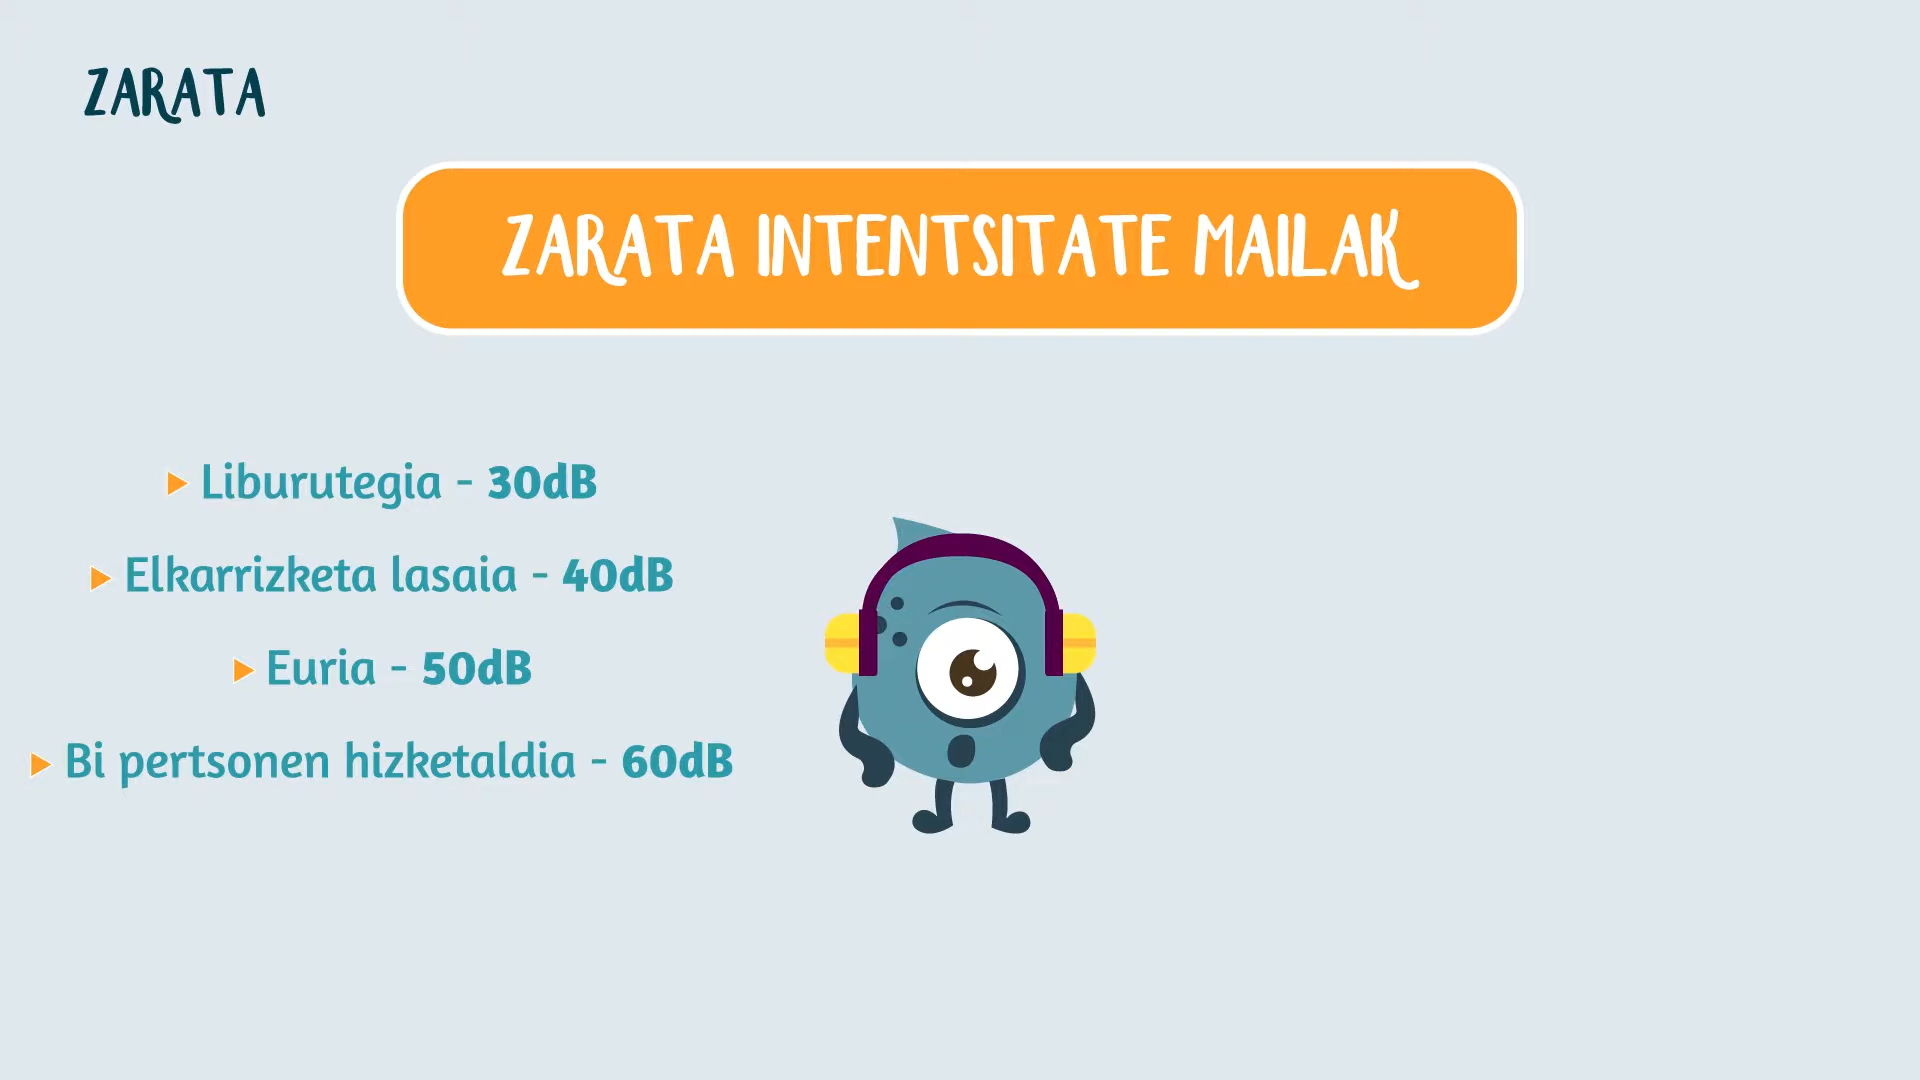 ZARATA
ZARATA INTENTSITATE MAILAK
Liburutegia - 30dB
Elkarrizketa lasaia - 40dB
Euria - 50dB
Bi pertsonen hizketaldia - 60dB